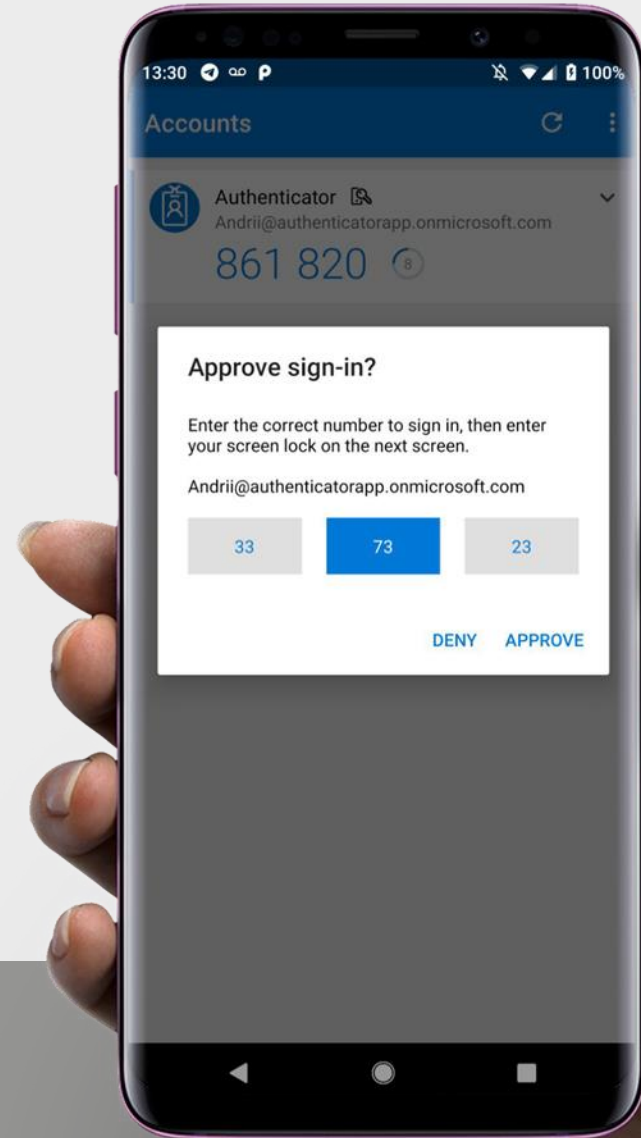 13:30 100%
Accounts
Authenticator
Andrii@authenticatorapp.onmicrosoft.com
861 820 8
Approve sign-in?
Enter the correct number to sign in, then enter
your screen lock on the next screen.
Andrii@authenticatorapp.onmicrosoft.com
33 73 23
DENY APPROVE